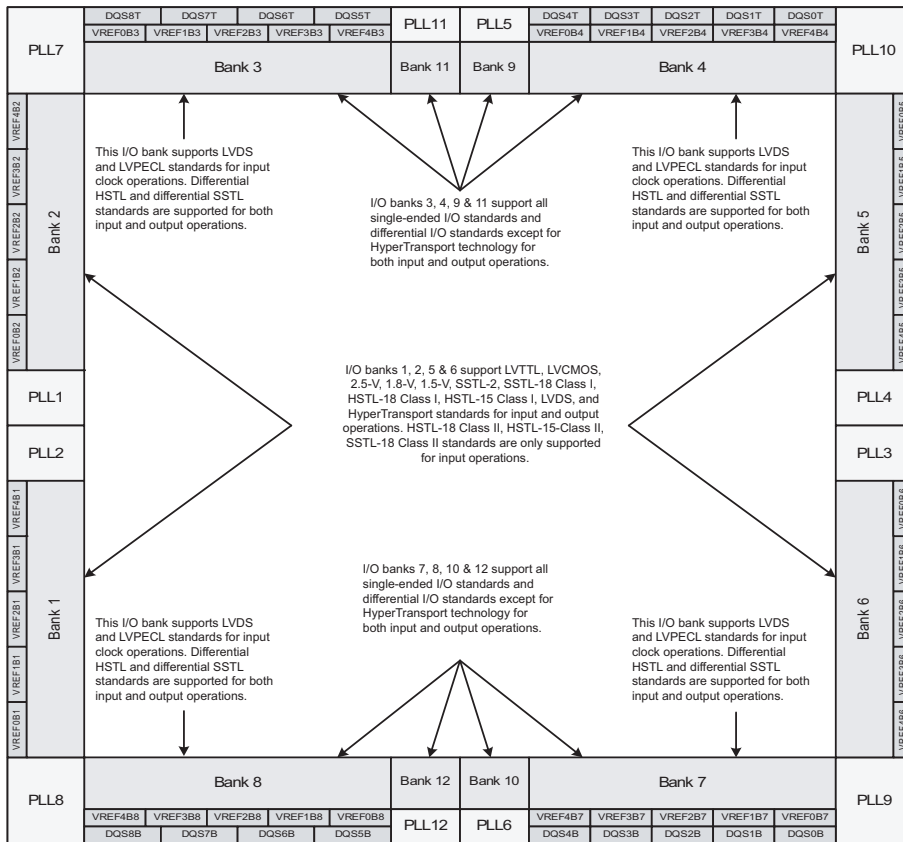 DQS8T DQS7T DQS6T DQS5T
PLL11 PLL5
DQS4T DQS3T DQS2T DQS1T DQS0T
PLL7
VREF0B3 VREF1B3 VREF2B3 VREF3B3 VREF4B3
VREF0B4 VREF1B4 VREF2B4 VREF3B4 VREF4B4
PLL10
Bank 3
Bank 11
Bank 9
Bank 4
VREF4B2
VREF3B2
VREF2B2
VREF1B2
VREF0B2
Bank 2
This I/O bank supports LVDS
and LVPECL standards for input
clock operations. Differential
HSTL and differential SSTL
standards are supported for both
input and output operations.
I/O banks 3, 4, 9 & 11 support all
single-ended I/O standards and
differential I/O standards except for
HyperTransport technology for
both input and output operations.
This I/O bank supports LVDS
and LVPECL standards for input
clock operations. Differential
HSTL and differential SSTL
standards are supported for both
input and output operations.
Bank 5
VREF0B5
VREF1B5
VREF2B5
VREF3B5
VREF4B5
PLL1
PLL2
I/O banks 1, 2, 5 & 6 support LVTTL, LVCMOS,
2.5-V, 1.8-V, 1.5-V, SSTL-2, SSTL-18 Class I,
HSTL-18 Class I, HSTL-15 Class I, LVDS, and
HyperTransport standards for input and output
operations. HSTL-18 Class II, HSTL-15-Class II,
SSTL-18 Class II standards are only supported
for input operations.
PLL4
PLL3
VREF4B1
VREF3B1
VREF2B1
VREF1B1
VREF0B1
Bank 1
This I/O bank supports LVDS
and LVPECL standards for input
clock operations. Differential
HSTL and differential SSTL
standards are supported for both
input and output operations.
I/O banks 7, 8, 10 & 12 support all
single-ended I/O standards and
differential I/O standards except for
HyperTransport technology for
both input and output operations.
This I/O bank supports LVDS
and LVPECL standards for input
clock operations. Differential
HSTL and differential SSTL
standards are supported for both
input and output operations.
Bank 6
VREF0B6
VREF1B6
VREF2B6
VREF3B6
VREF4B6
PLL8
Bank 8
Bank 12
Bank 10
Bank 7
PLL9
VREF4B8 VREF3B8 VREF2B8 VREF1B8 VREF0B8
PLL12 PLL6
VREF4B7 VREF3B7 VREF2B7 VREF1B7 VREF0B7
DQS8B DQS7B DQS6B DQS5B
DQS4B DQS3B DQS2B DQS1B DQS0B